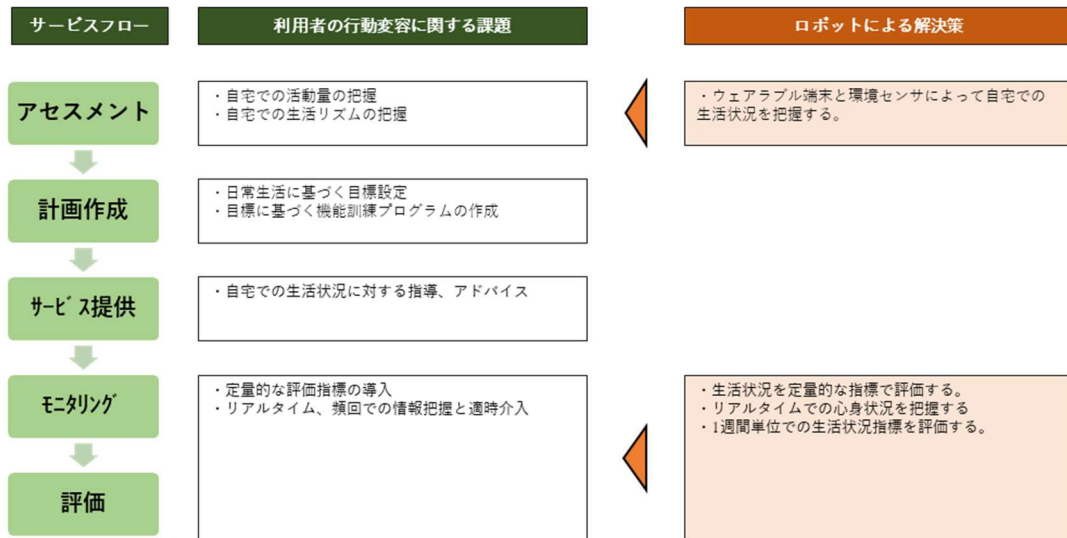 サービスフロー
利用者の行動変容に関する課題
ロボットによる解決策
アセスメント
・自宅での活動量の把握
・自宅での生活リズムの把握
・ウェアラブル端末と環境センサによって自宅での
生活状況を把握する。
計画作成
・日常生活に基づく目標設定
・目標に基づく機能訓練プログラムの作成
ｻｰﾋﾞｽ提供
・自宅での生活状況に対する指導、アドバイス
ﾓﾆﾀﾘﾝｸﾞ
・定量的な評価指標の導入
・リアルタイム、頻回での情報把握と適時介入
・生活状況を定量的な指標で評価する。
・リアルタイムでの心身状況を把握する
・1週間単位での生活状況指標を評価する。
評価